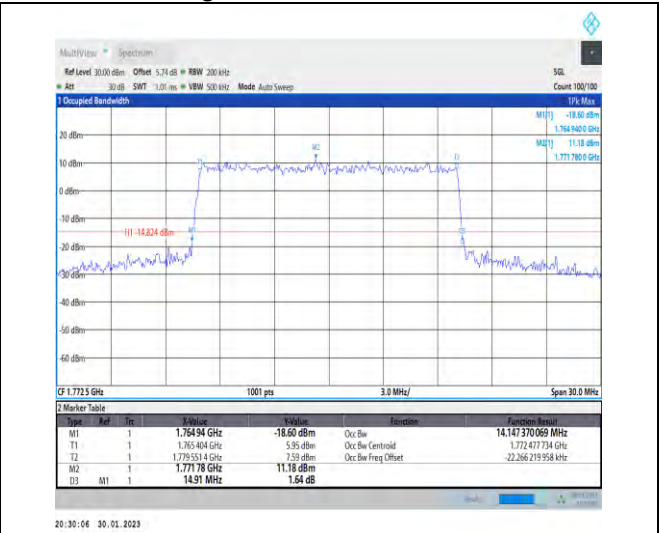 MultiView Spectrum
Ref Level 30.00 dBm Offset 5.74 dB RBW 200 kHz SGL
Att 30 dB SWT 1.01 ms VBW 500 kHz Mode Auto Sweep Count 100/100
1 Occupied Bandwidth 1Pk Max
M1[1] -18.60 dBm
1.764 940 0 GHz
20 dBm
M2[1] 11.18 dBm
1.771 780 0 GHz
M2
T1
10 dBm
0 dBm
-10 dBm
H1 -14.824 dBm
M1
-20 dBm
-30 dBm
-40 dBm
-50 dBm
-60 dBm
CF 1.772 5 GHz 1001 pts 3.0 MHz/ Span 30.0 MHz
2 Marker Table
Type Ref Trc X-Value Y-Value Function Function Result
M1 1 1.764 94 GHz -18.60 dBm Occ Bw 14.147 370 069 MHz
T1 1 1.765 404 GHz 5.95 dBm Occ Bw Centroid 1.772 477 734 GHz
T2 1 1.779 551 4 GHz 7.59 dBm Occ Bw Freq Offset -22.266 219 958 kHz
M2 1 1.771 78 GHz 11.18 dBm
D3 M1 1 14.91 MHz 1.64 dB
20:30:06 30.01.2023